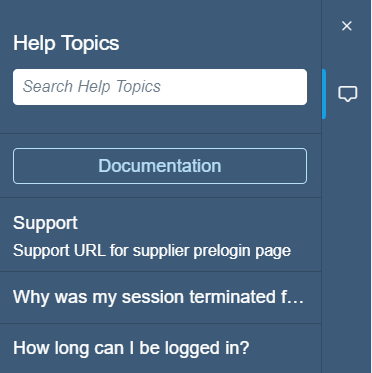 Help Topics
Search Help Topics
Documentation
Support
Support URL for supplier prelogin page
Why was my session terminated f…
How long can I be logged in?